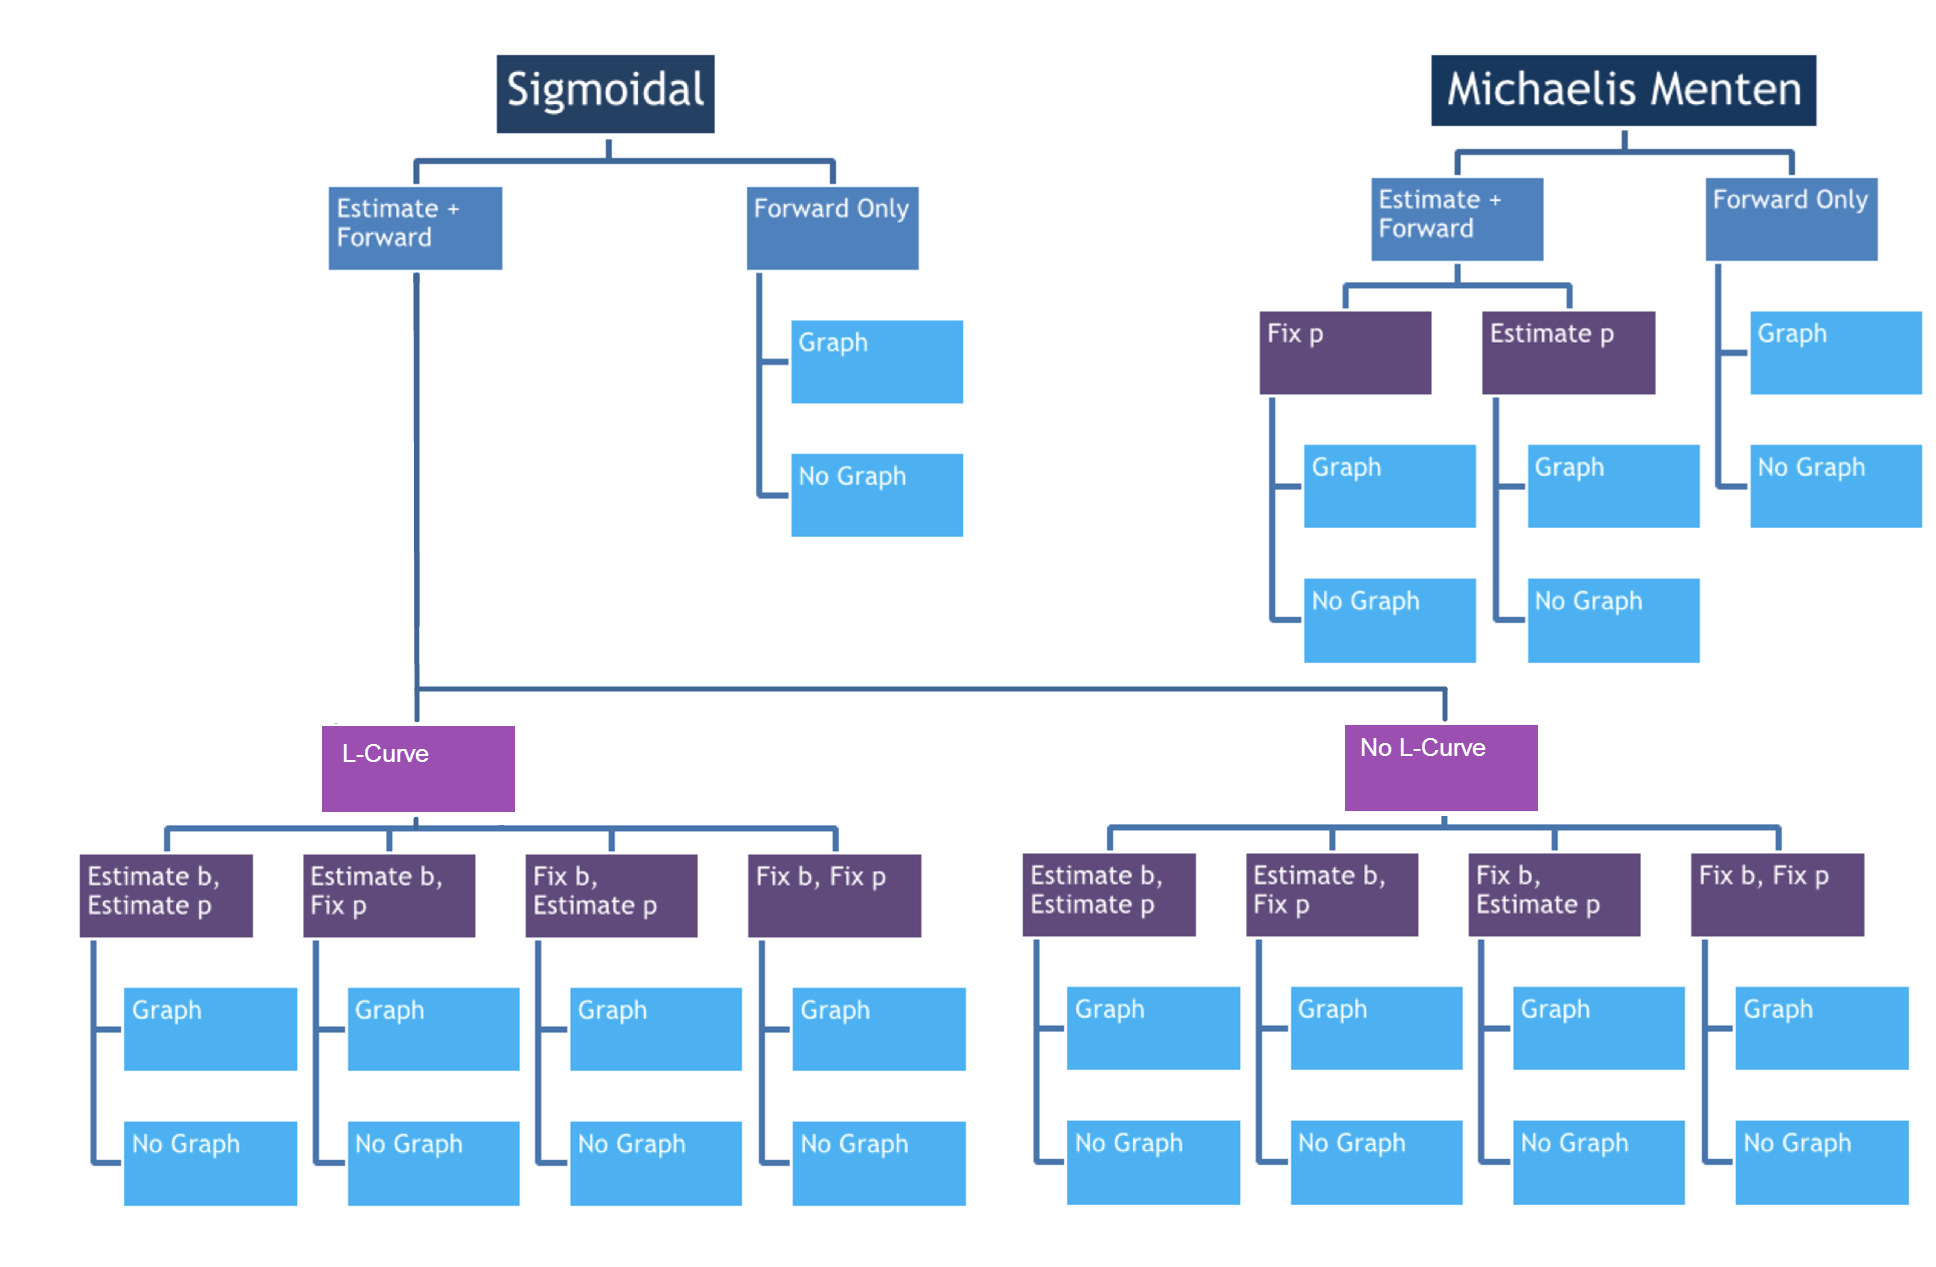 Sigmoidal
Michaelis Menten
Estimate +
Forward
Forward Only
Estimate +
Forward
Forward Only
Graph
No Graph
Fix p
Estimate p
Graph
Graph
Graph
No Graph
No Graph
No Graph
L-Curve
No L-Curve
Estimate b,
Estimate p
Estimate b,
Fix p
Fix b,
Estimate p
Fix b, Fix p
Estimate b,
Estimate p
Estimate b,
Fix p
Fix b,
Estimate p
Fix b, Fix p
Graph
Graph
Graph
Graph
Graph
Graph
Graph
Graph
No Graph
No Graph
No Graph
No Graph
No Graph
No Graph
No Graph
No Graph